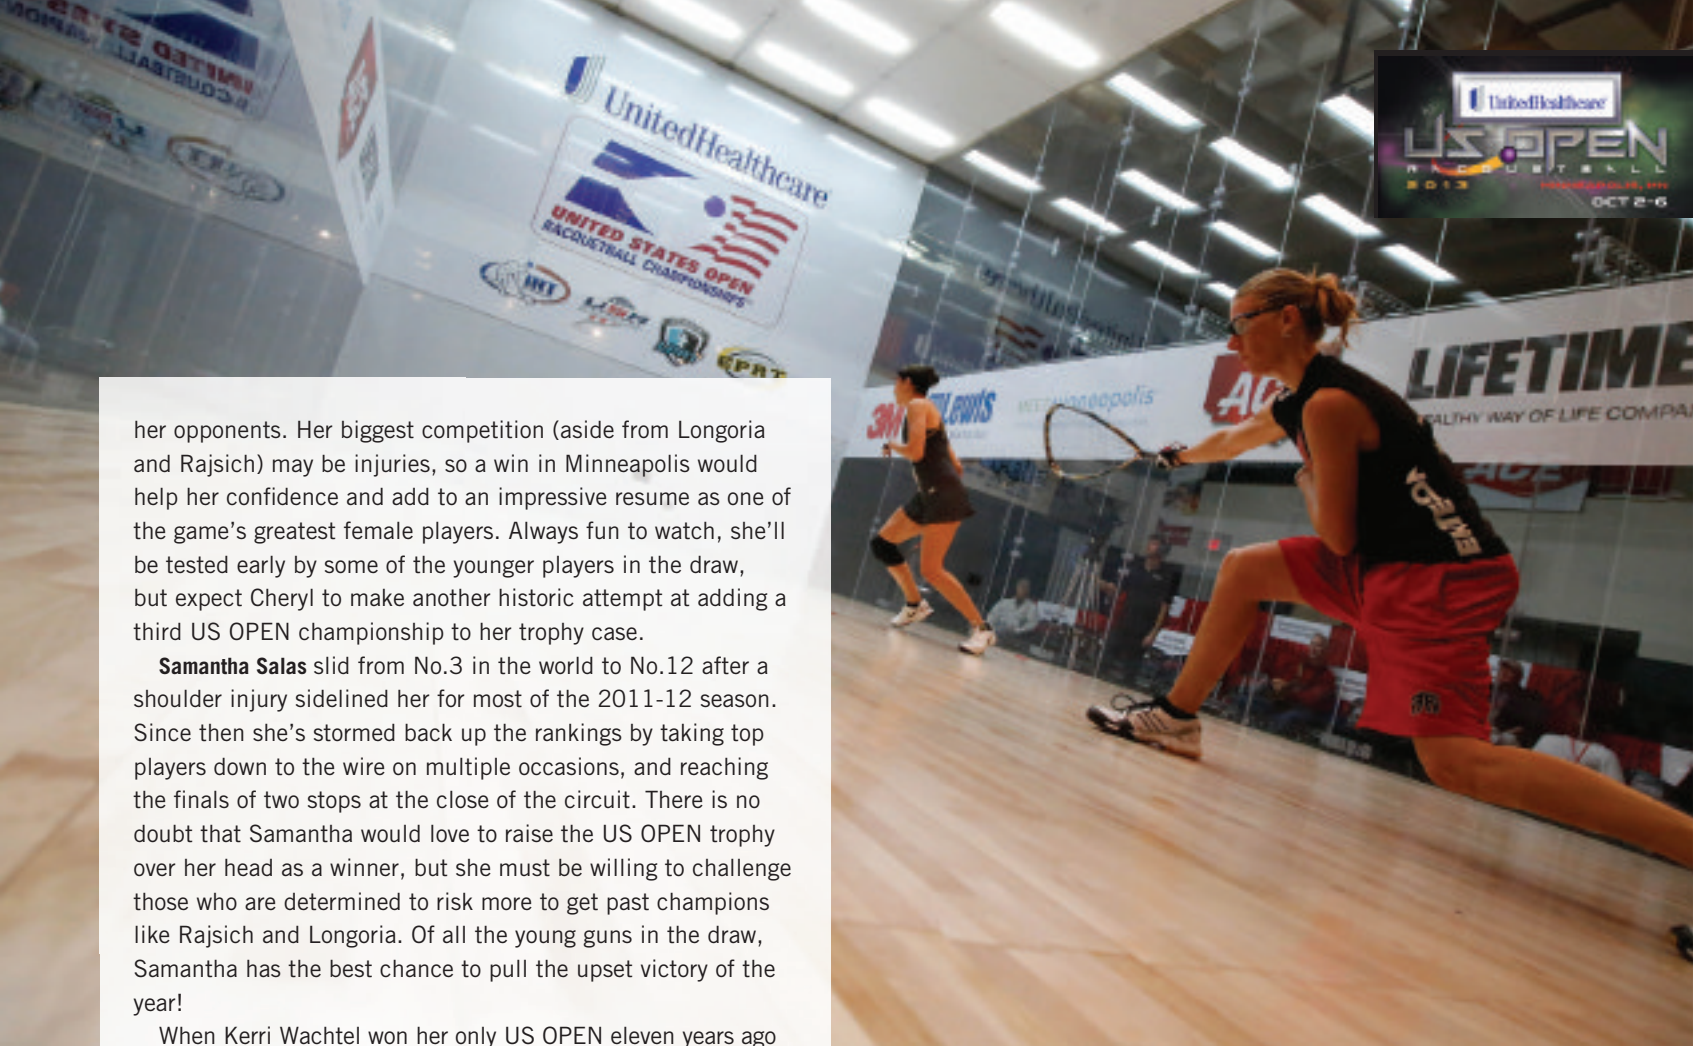 UnitedHealthcare
UNITED STATES OPEN
RACQUETBALL CHAMPIONSHIPS
IRT
UnitedHealthcare
US OPEN
RACQUETBALL
2013 MINNEAPOLIS, MN
OCT 2-6
3M Lewis
LIFETIME
HEALTHY WAY OF LIFE COMPA
her opponents. Her biggest competition (aside from Longoria
and Rajsich) may be injuries, so a win in Minneapolis would
help her confidence and add to an impressive resume as one of
the game’s greatest female players. Always fun to watch, she’ll
be tested early by some of the younger players in the draw,
but expect Cheryl to make another historic attempt at adding a
third US OPEN championship to her trophy case.
Samantha Salas slid from No.3 in the world to No.12 after a
shoulder injury sidelined her for most of the 2011-12 season.
Since then she’s stormed back up the rankings by taking top
players down to the wire on multiple occasions, and reaching
the finals of two stops at the close of the circuit. There is no
doubt that Samantha would love to raise the US OPEN trophy
over her head as a winner, but she must be willing to challenge
those who are determined to risk more to get past champions
like Rajsich and Longoria. Of all the young guns in the draw,
Samantha has the best chance to pull the upset victory of the
year!
When Kerri Wachtel won her only US OPEN eleven years ago